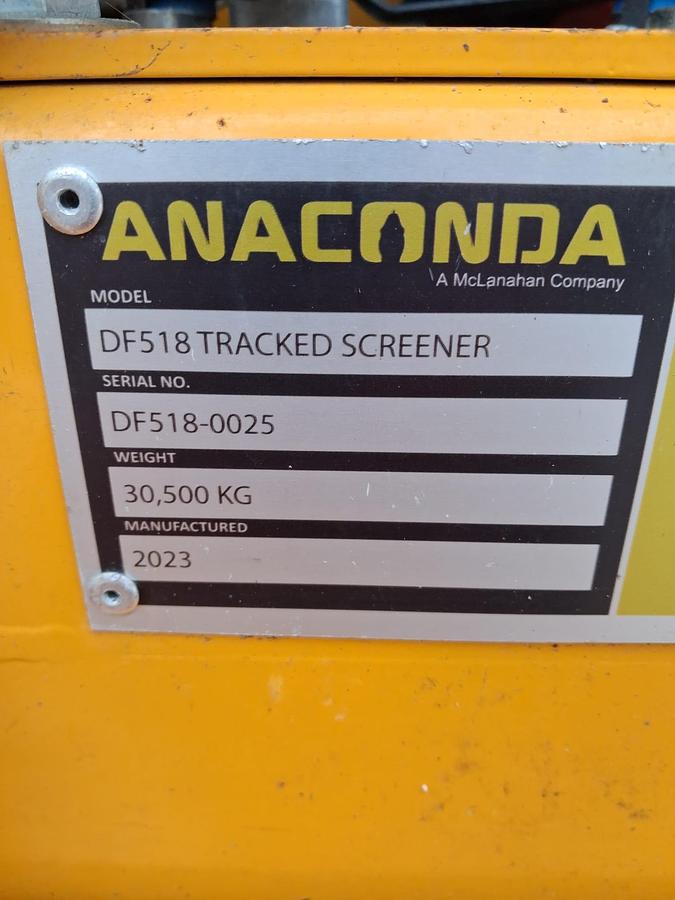 ANACONDA
A McLanahan Company
MODEL
DF518 TRACKED SCREENER
SERIAL NO.
DF518-0025
WEIGHT
30,500 KG
MANUFACTURED
2023